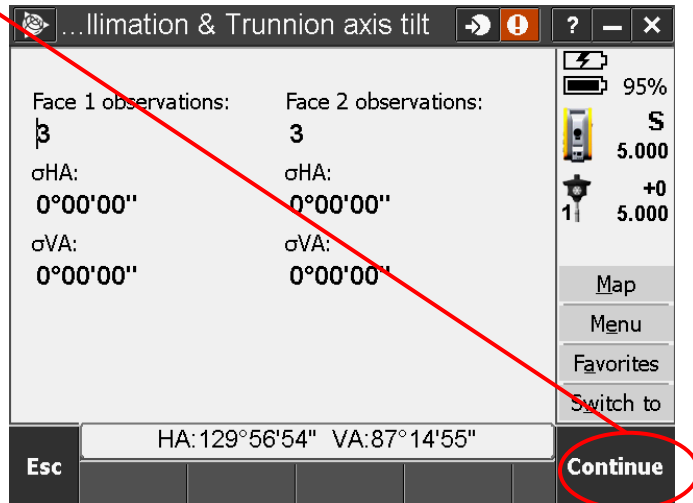 ...llimation & Trunnion axis tilt ? – X
95%
Face 1 observations: Face 2 observations:
3 3
S
5.000
σHA: σHA:
0°00'00" 0°00'00"
+0
1 5.000
σVA: σVA:
0°00'00" 0°00'00"
Map
Menu
Favorites
Switch to
HA:129°56'54" VA:87°14'55"
Esc Continue